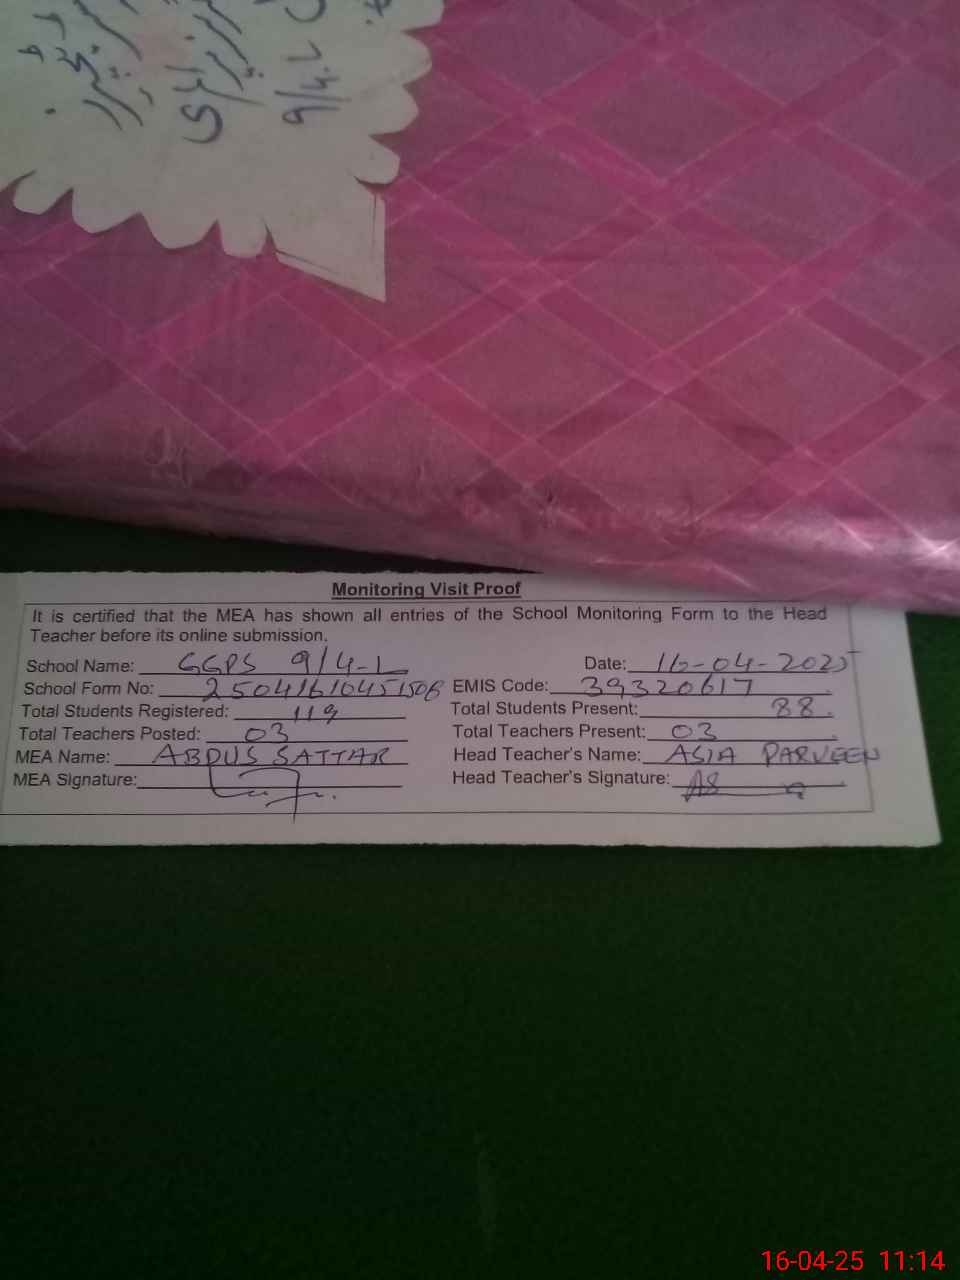 9/4.L
Monitoring Visit Proof
It is certified that the MEA has shown all entries of the School Monitoring Form to the Head
Teacher before its online submission.
School Name: GGPS 9/4-L Date: 16-04-2025
School Form No: EMIS Code: 39320617
Total Students Registered: 119 Total Students Present: 88.
Total Teachers Posted: 03 Total Teachers Present: 03
MEA Name: ABDUS SATTAR Head Teacher's Name: ASIA PARVEEN
MEA Signature: Head Teacher's Signature:
16-04-25 11:14